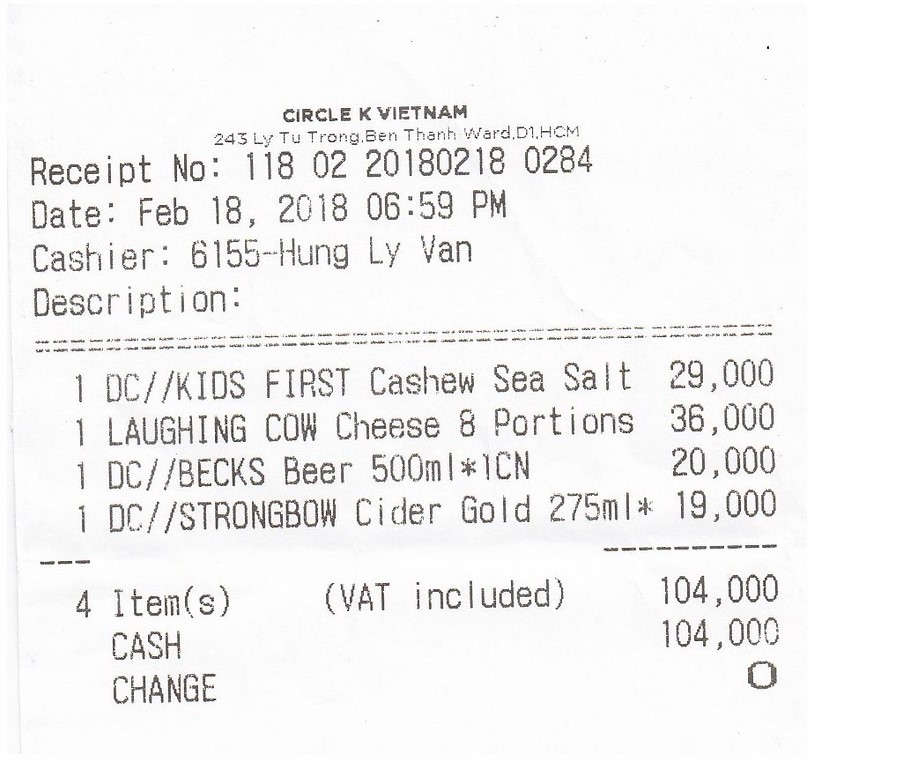 CIRCLE K VIETNAM
243 Ly Tu Trong,Ben Thanh Ward,D1,HCM
Receipt No: 118 02 20180218 0284
Date: Feb 18, 2018 06:59 PM
Cashier: 6155-Hung Ly Van
Description:
1 DC//KIDS FIRST Cashew Sea Salt 29,000
1 LAUGHING COW Cheese 8 Portions 36,000
1 DC//BECKS Beer 500ml*1CN 20,000
1 DC//STRONGBOW Cider Gold 275ml* 19,000
4 Item(s) (VAT included) 104,000
CASH 104,000
CHANGE 0